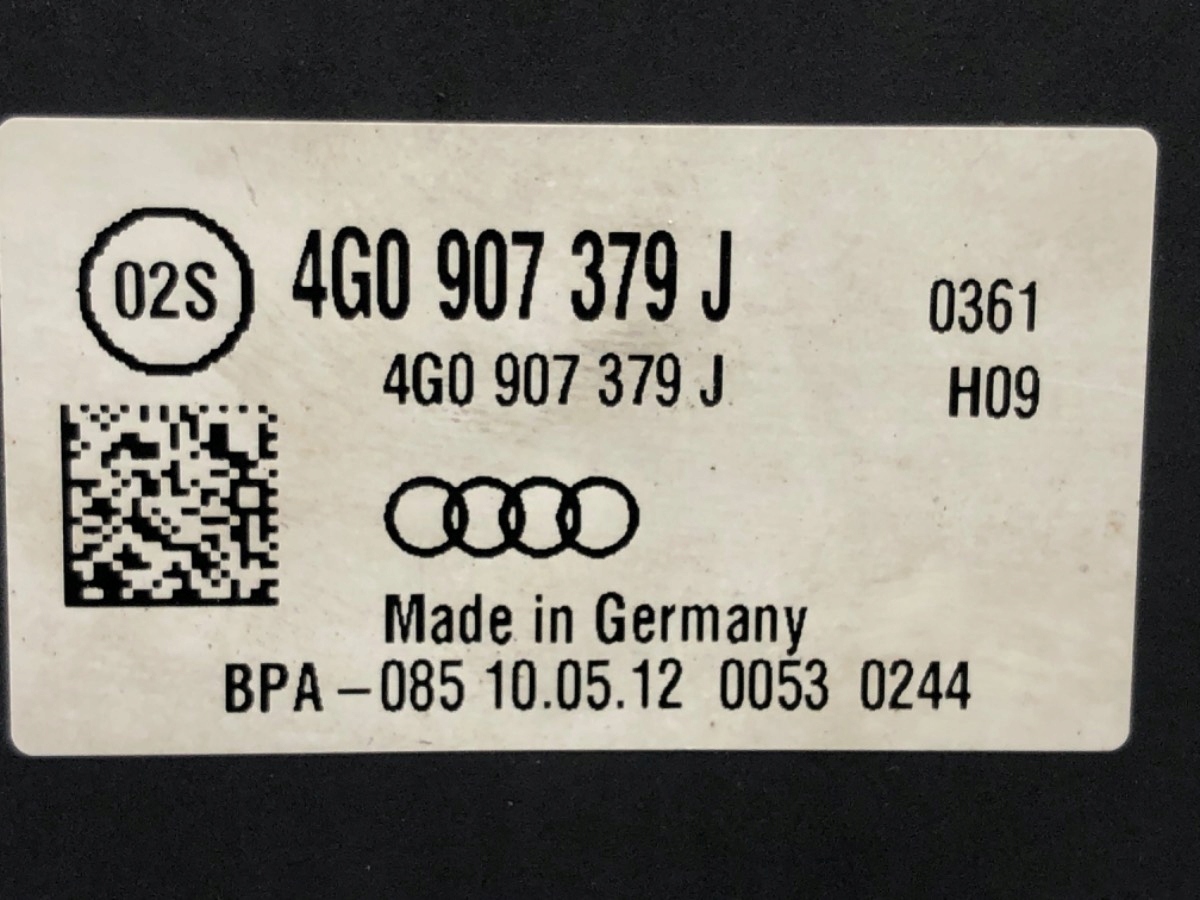 02S 4G0 907 379 J 0361
4G0 907 379 J H09
Made in Germany
BPA -085 10.05.12 0053 0244